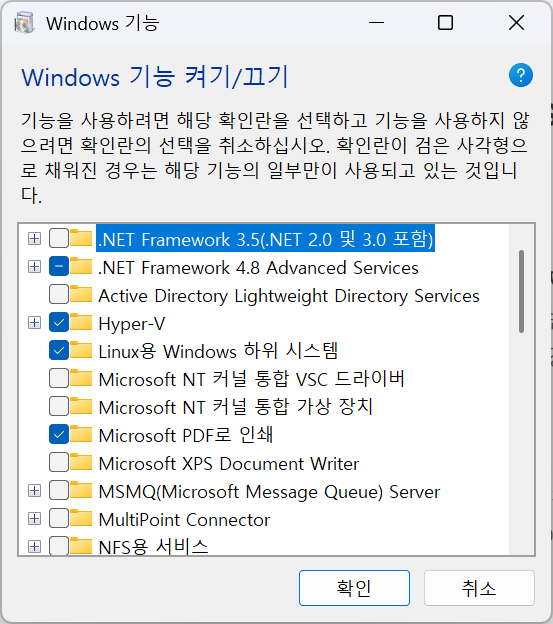 Windows 기능
Windows 기능 켜기/끄기
?
기능을 사용하려면 해당 확인란을 선택하고 기능을 사용하지 않
으려면 확인란의 선택을 취소하십시오. 확인란이 검은 사각형으
로 채워진 경우는 해당 기능의 일부만이 사용되고 있는 것입니
다.
.NET Framework 3.5(.NET 2.0 및 3.0 포함)
.NET Framework 4.8 Advanced Services
Active Directory Lightweight Directory Services
Hyper-V
Linux용 Windows 하위 시스템
Microsoft NT 커널 통합 VSC 드라이버
Microsoft NT 커널 통합 가상 장치
Microsoft PDF로 인쇄
Microsoft XPS Document Writer
MSMQ(Microsoft Message Queue) Server
MultiPoint Connector
NFS용 서비스
확인
취소